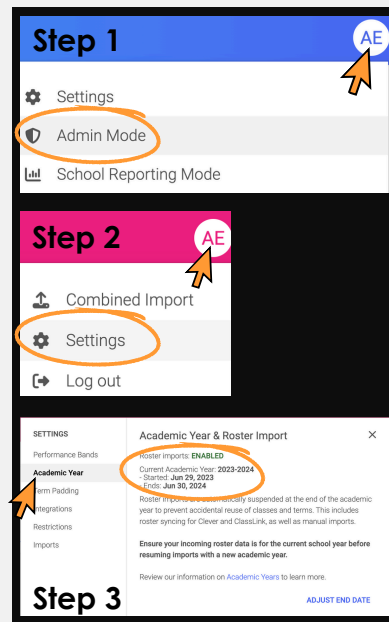 Step 1
AE
Settings
Admin Mode
School Reporting Mode
Step 2
AE
Combined Import
Settings
Log out
SETTINGS
Performance Bands
Academic Year
Term Padding
Integrations
Restrictions
Imports
Academic Year & Roster Import
Roster imports: ENABLED
Current Academic Year: 2023-2024
- Started: Jun 29, 2023
- Ends: Jun 30, 2024
Roster imports are automatically suspended at the end of the academic
year to prevent accidental reuse of classes and terms. This includes
roster syncing for Clever and ClassLink, as well as manual imports.
Ensure your incoming roster data is for the current school year before
resuming imports with a new academic year.
Review our information on Academic Years to learn more.
ADJUST END DATE
Step 3